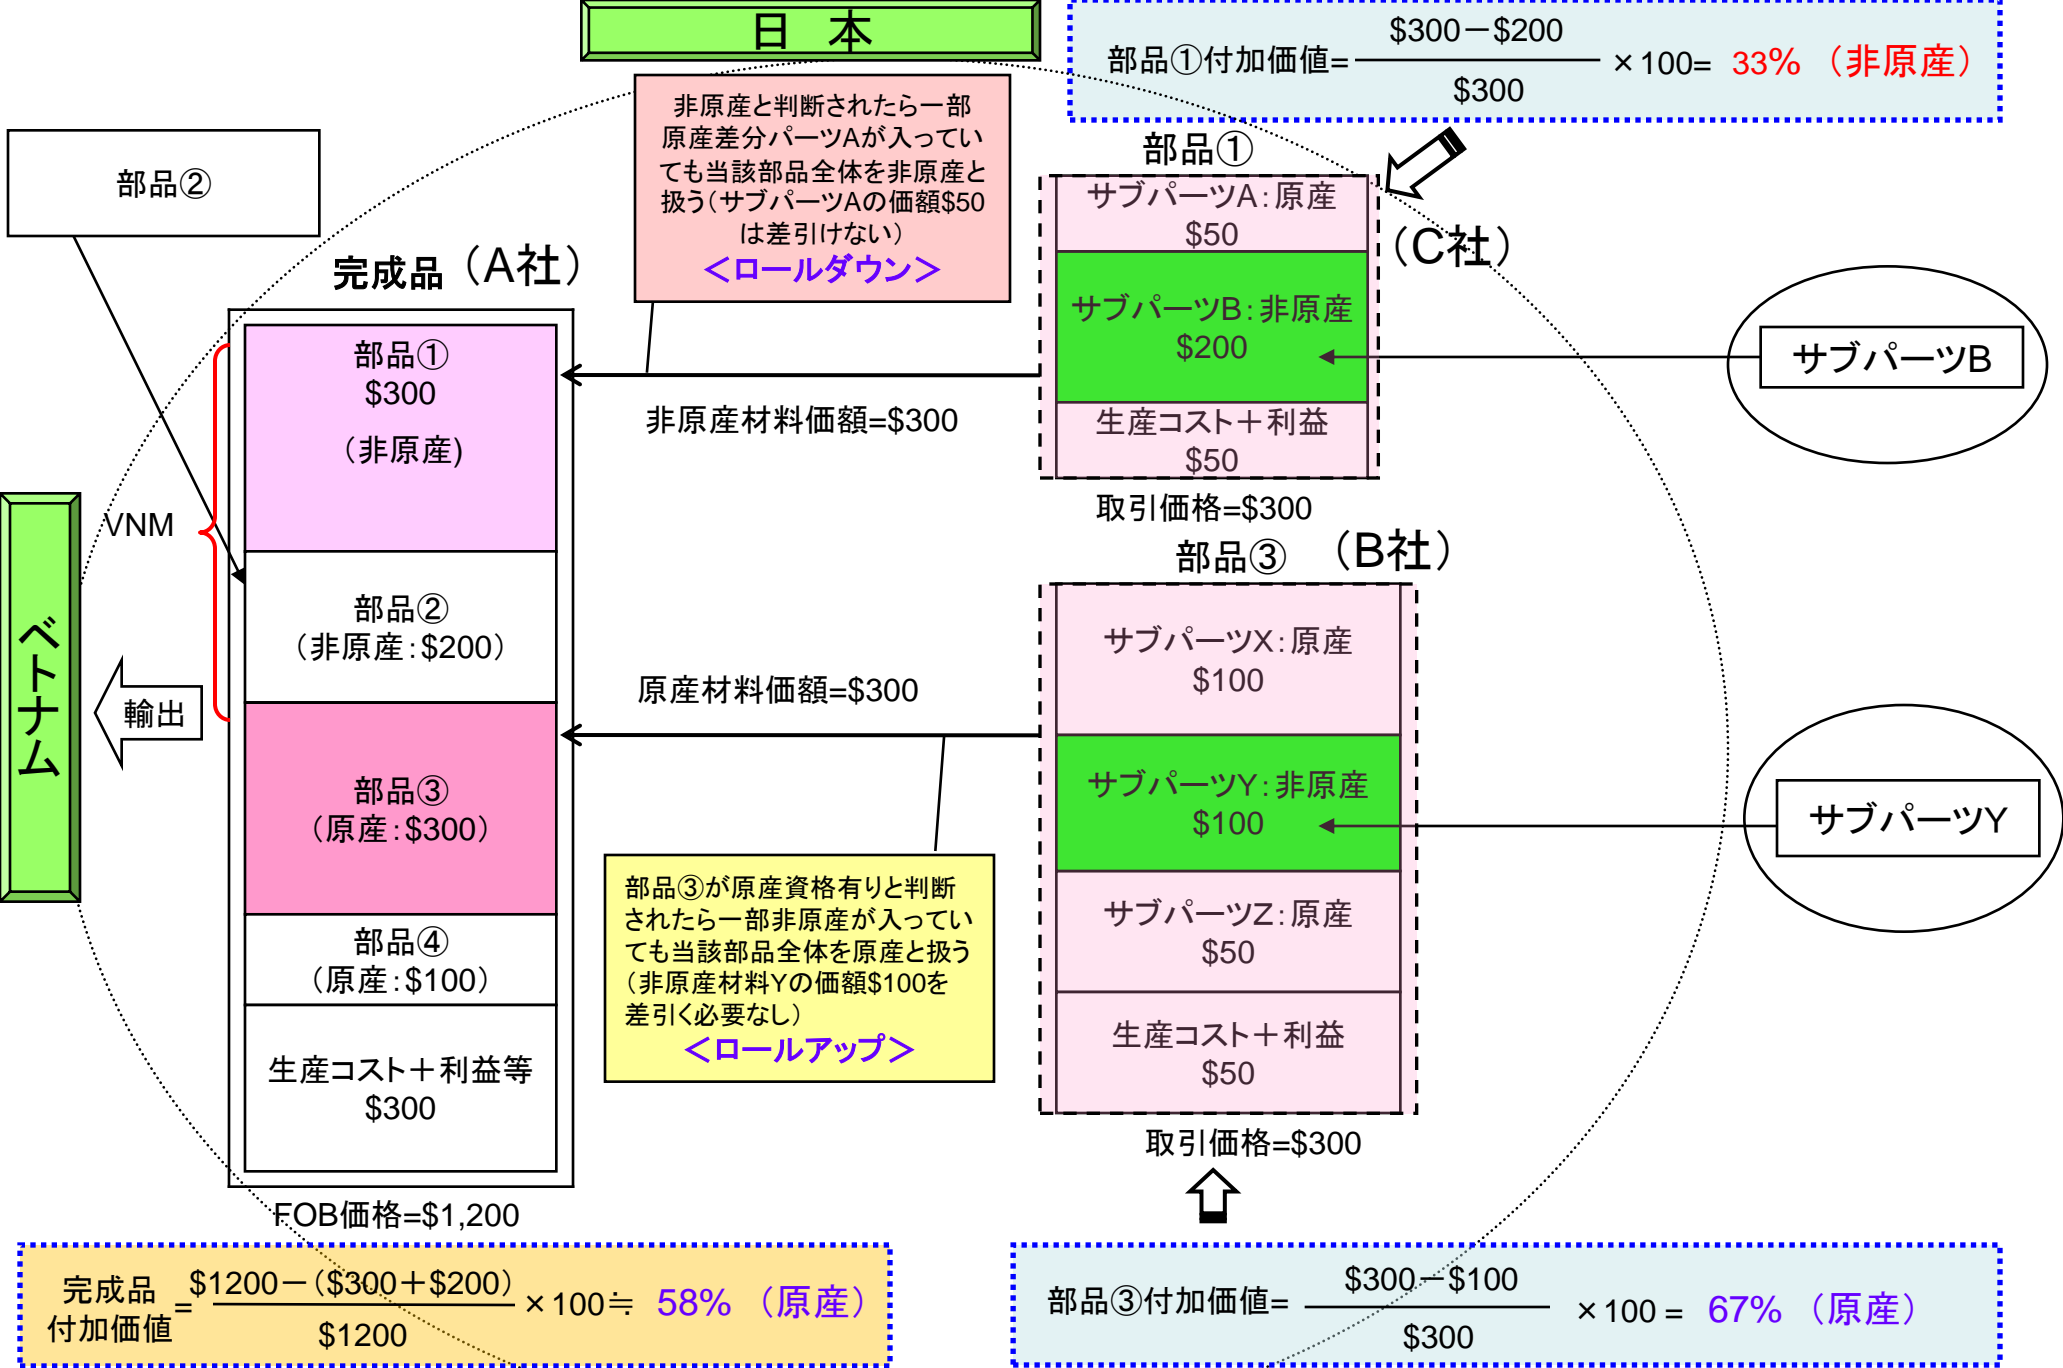 日 本
部品①付加価値=
$300－$200
$300
×100=
33% （非原産）
非原産と判断されたら一部
原産差分パーツAが入ってい
ても当該部品全体を非原産と
扱う（サブパーツAの価額$50
は差引けない）
＜ロールダウン＞
部品①
（C社）
サブパーツA：原産
$50
サブパーツB：非原産
$200
生産コスト＋利益
$50
取引価格=$300
サブパーツB
部品②
完成品（A社）
部品①
$300
（非原産)
部品②
（非原産：$200）
部品③
（原産：$300）
部品④
（原産：$100）
生産コスト＋利益等
$300
FOB価格=$1,200
VNM
ベトナム
輸出
非原産材料価額=$300
原産材料価額=$300
部品③が原産資格有りと判断
されたら一部非原産が入ってい
ても当該部品全体を原産と扱う
（非原産材料Yの価額$100を
差引く必要なし）
＜ロールアップ＞
部品③ （B社）
サブパーツX：原産
$100
サブパーツY：非原産
$100
サブパーツZ：原産
$50
生産コスト＋利益
$50
取引価格=$300
サブパーツY
完成品
付加価値
=
$1200－（$300＋$200）
$1200
×100≒
58% （原産）
部品③付加価値=
$300－$100
$300
×100 =
67% （原産）